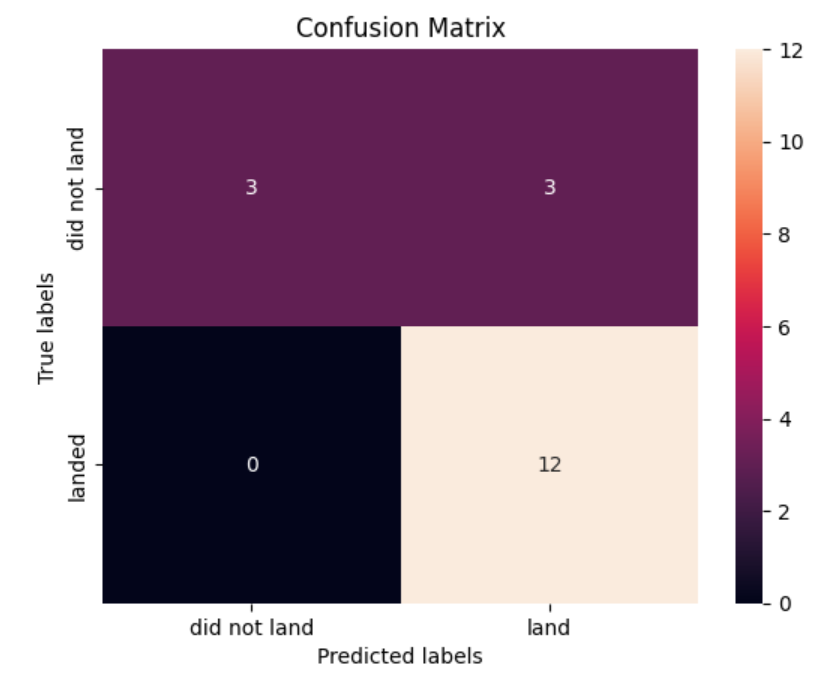 Confusion Matrix
True labels
did not land
landed
3
3
0
12
did not land
land
Predicted labels
12
10
8
6
4
2
0